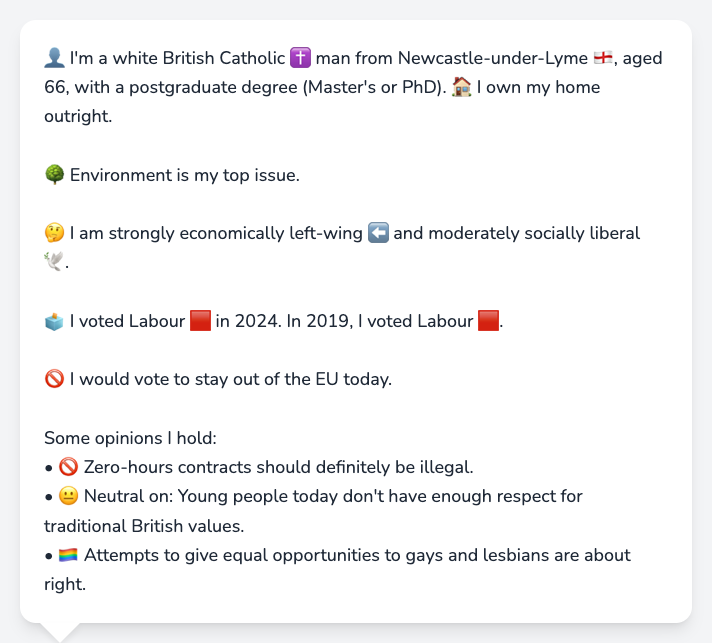 👤 I'm a white British Catholic ✝️ man from Newcastle-under-Lyme 🏴󠁧󠁢󠁥󠁮󠁧󠁿, aged
66, with a postgraduate degree (Master's or PhD). 🏠 I own my home
outright.
🌳 Environment is my top issue.
🤔 I am strongly economically left-wing ⬅️ and moderately socially liberal
🕊️.
🗳️ I voted Labour 🟥 in 2024. In 2019, I voted Labour 🟥.
🚫 I would vote to stay out of the EU today.
Some opinions I hold:
• 🚫 Zero-hours contracts should definitely be illegal.
• 😐 Neutral on: Young people today don't have enough respect for
traditional British values.
• 🏳️‍🌈 Attempts to give equal opportunities to gays and lesbians are about
right.